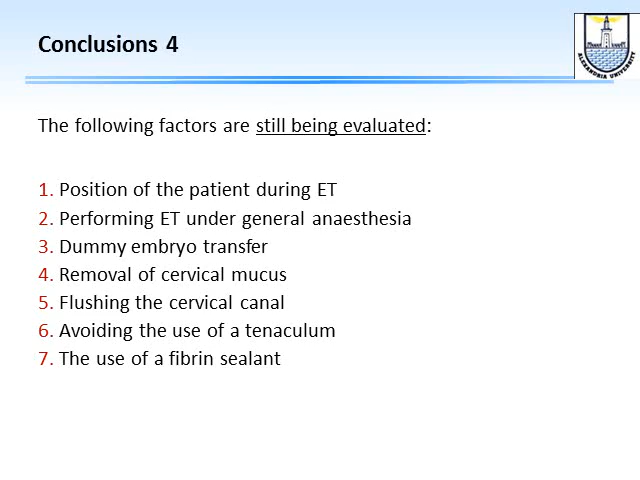 Conclusions 4
ALEXANDRIA UNIVERSITY
The following factors are still being evaluated:
1. Position of the patient during ET
2. Performing ET under general anaesthesia
3. Dummy embryo transfer
4. Removal of cervical mucus
5. Flushing the cervical canal
6. Avoiding the use of a tenaculum
7. The use of a fibrin sealant